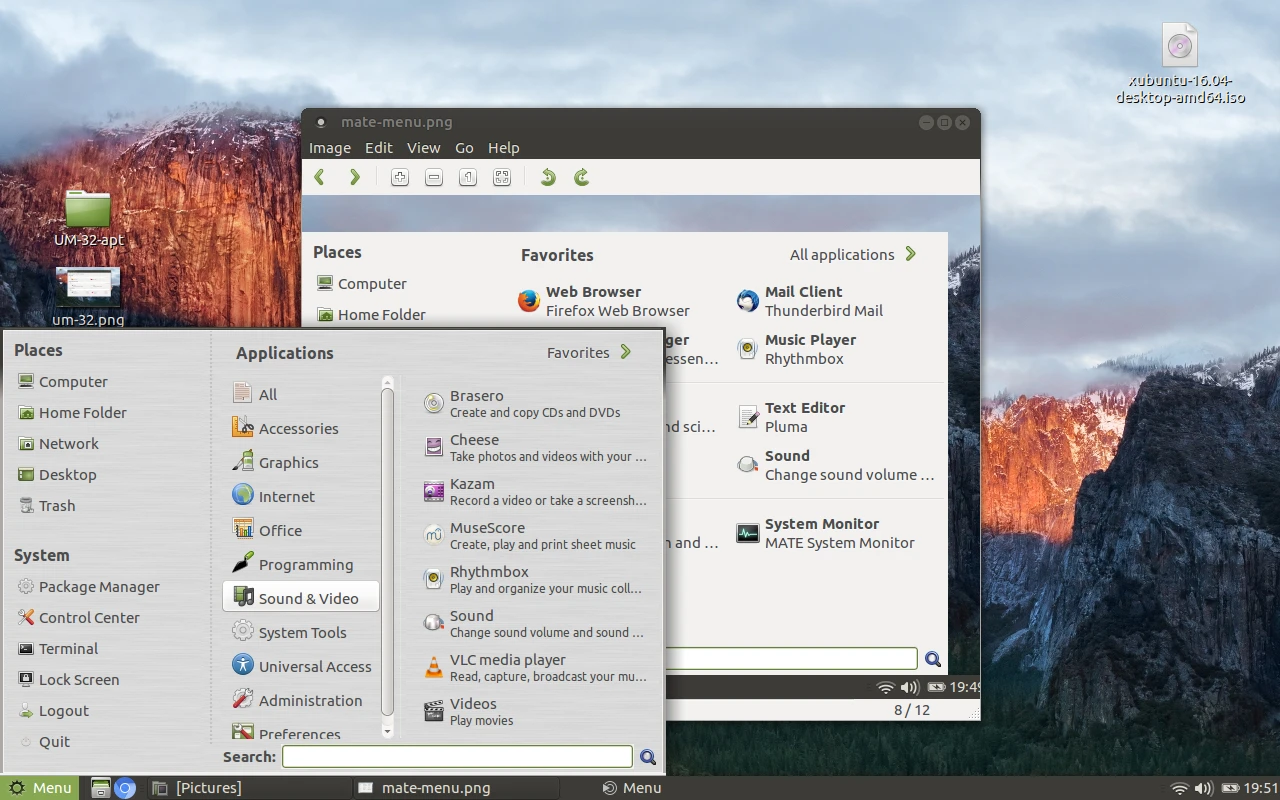 xubuntu-16.04-
desktop-amd64.iso
UM-32-apt
um-32.png
mate-menu.png
Image Edit View Go Help
Places
Computer
Home Folder
Favorites
All applications
Web Browser
Firefox Web Browser
Mail Client
Thunderbird Mail
ger
essen...
Music Player
Rhythmbox
nd sci...
Text Editor
Pluma
Sound
Change sound volume ...
n and ...
System Monitor
MATE System Monitor
19:49
8 / 12
Places
Computer
Home Folder
Network
Desktop
Trash
System
Package Manager
Control Center
Terminal
Lock Screen
Logout
Quit
Applications
Favorites
All
Accessories
Graphics
Internet
Office
Programming
Sound & Video
System Tools
Universal Access
Administration
Preferences
Brasero
Create and copy CDs and DVDs
Cheese
Take photos and videos with your ...
Kazam
Record a video or take a screensh...
MuseScore
Create, play and print sheet music
Rhythmbox
Play and organize your music coll...
Sound
Change sound volume and sound ...
VLC media player
Read, capture, broadcast your mu...
Videos
Play movies
Search:
Menu
[Pictures]
mate-menu.png
Menu
19:51